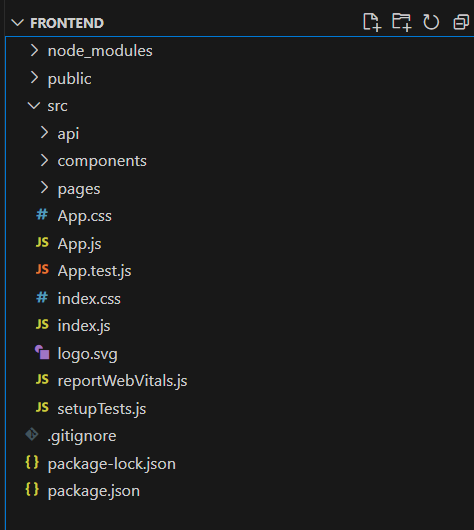 FRONTEND
node_modules
public
src
api
components
pages
# App.css
JS App.js
JS App.test.js
# index.css
JS index.js
logo.svg
JS reportWebVitals.js
JS setupTests.js
.gitignore
{} package-lock.json
{} package.json